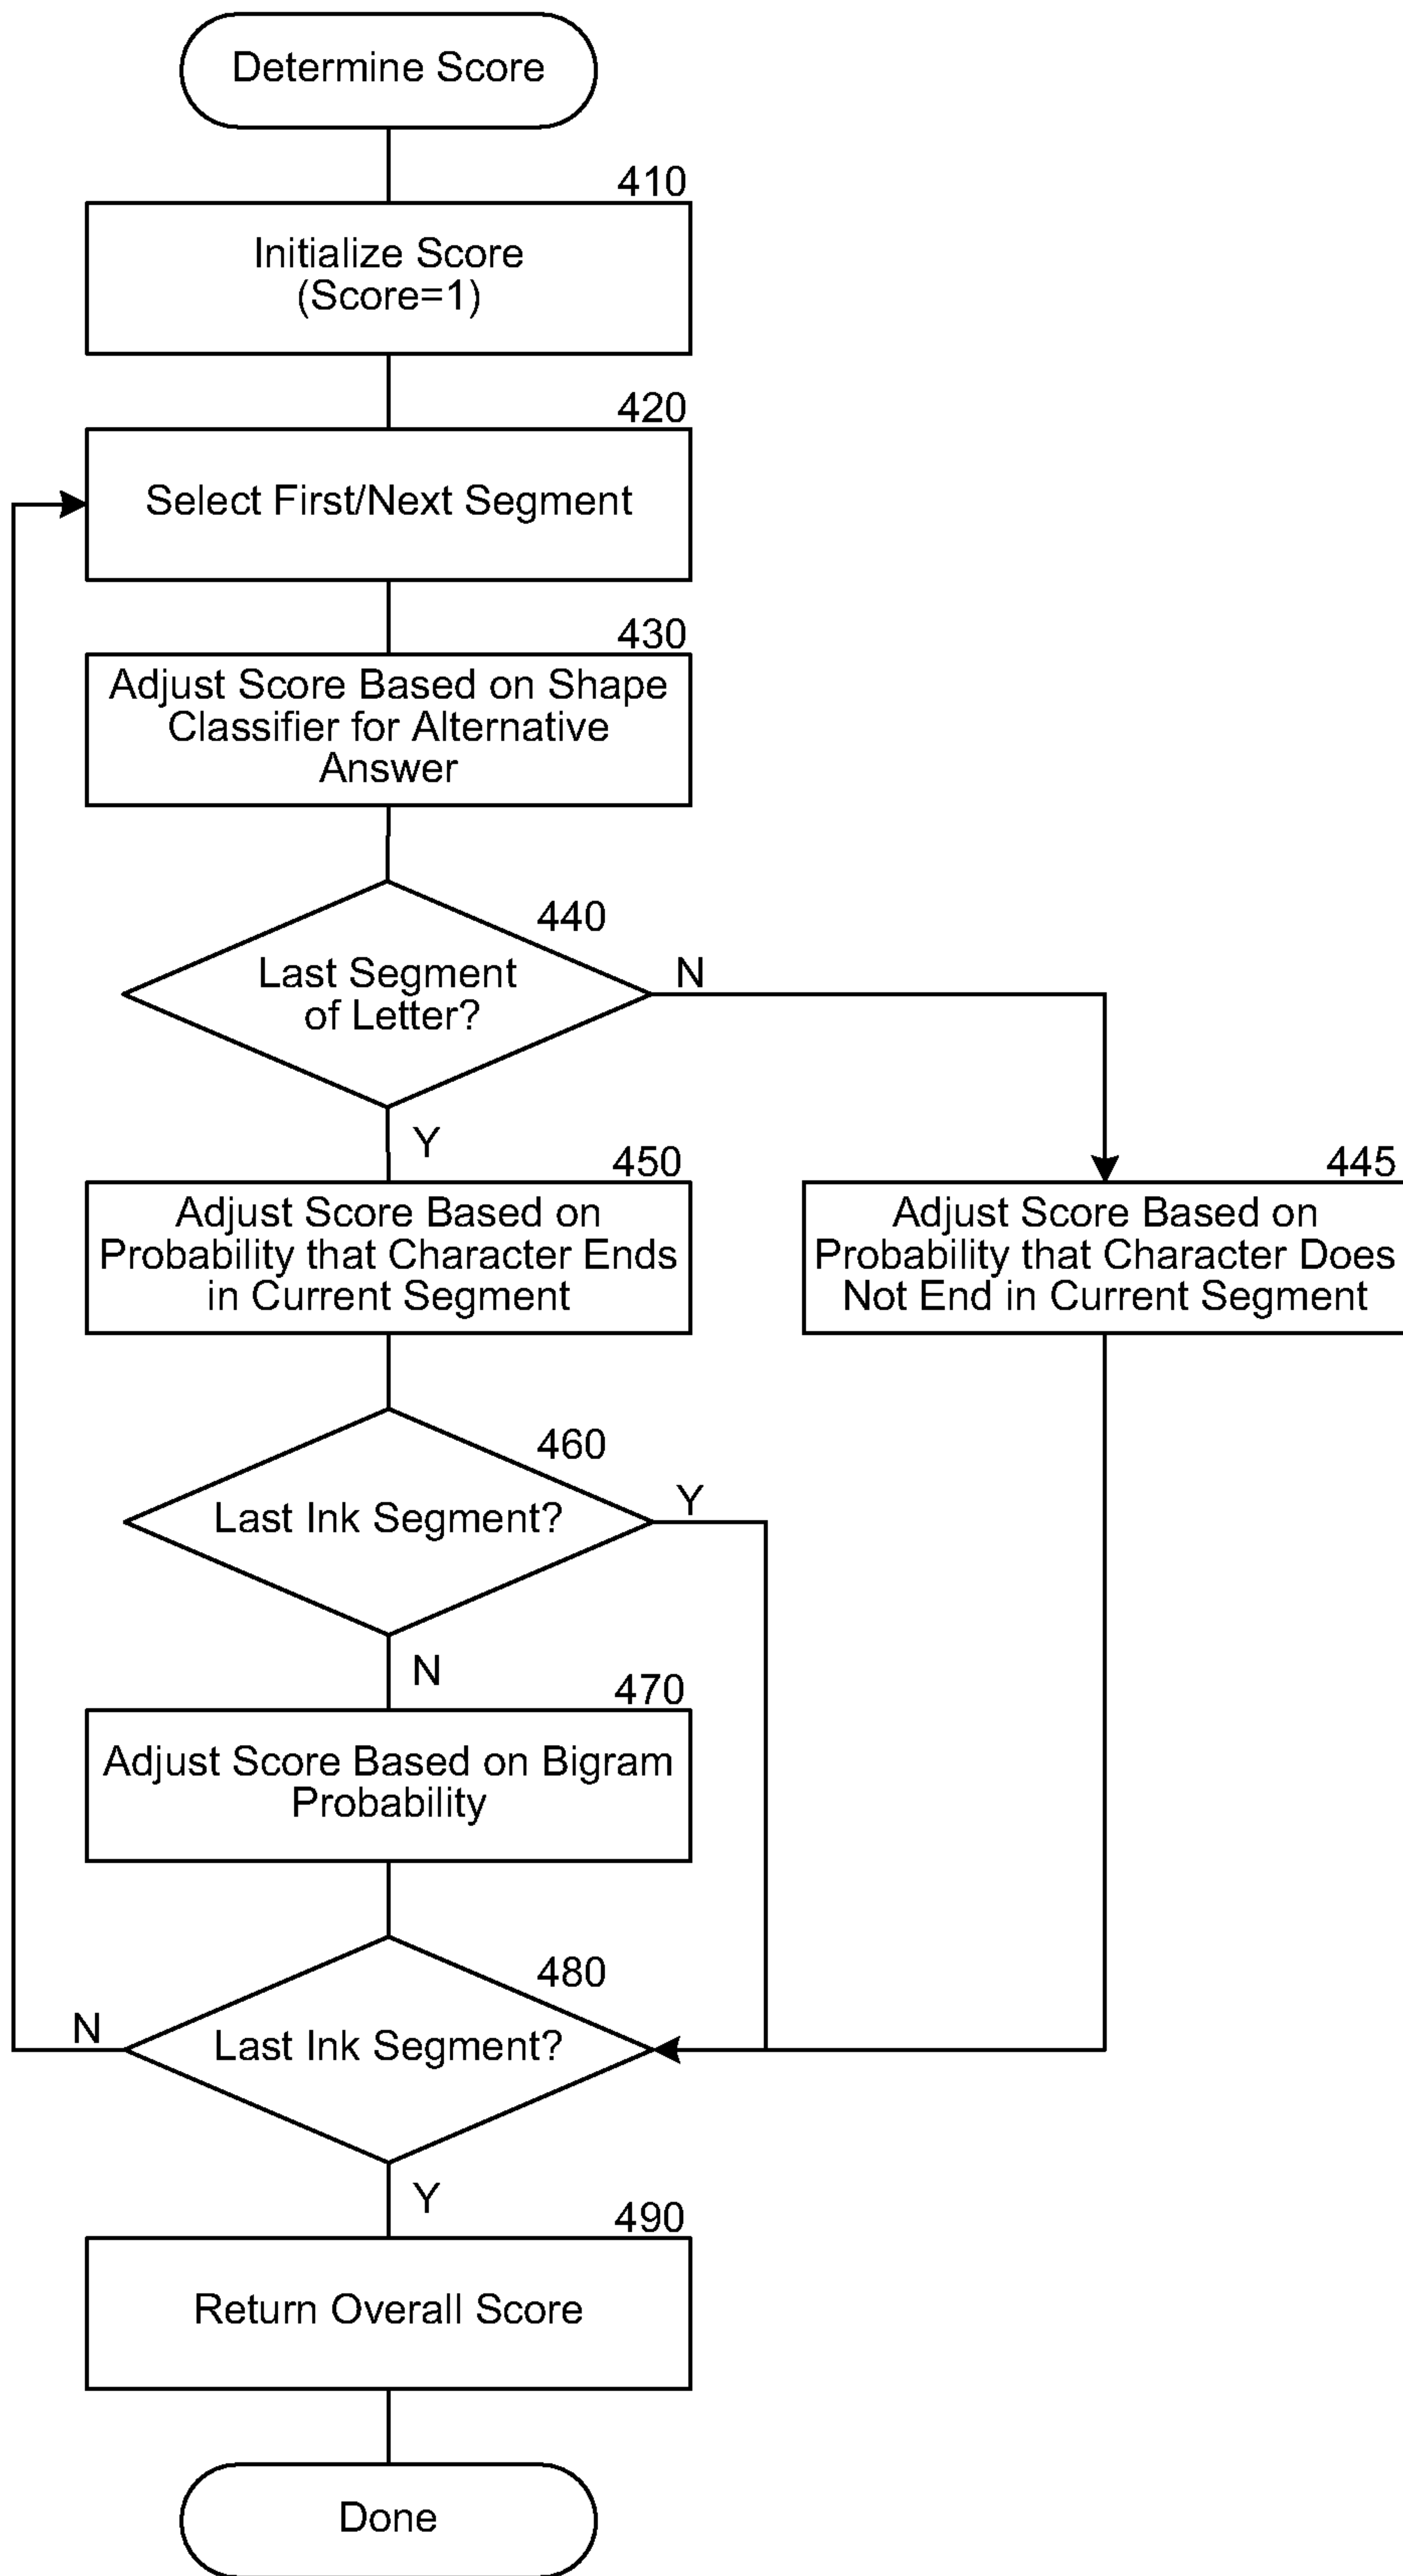 Determine Score
410
Initialize Score
(Score=1)
420
Select First/Next Segment
430
Adjust Score Based on Shape
Classifier for Alternative
Answer
440
Last Segment
of Letter?
N
Y
450
Adjust Score Based on
Probability that Character Ends
in Current Segment
445
Adjust Score Based on
Probability that Character Does
Not End in Current Segment
460
Last Ink Segment?
Y
N
470
Adjust Score Based on Bigram
Probability
480
Last Ink Segment?
N
Y
490
Return Overall Score
Done